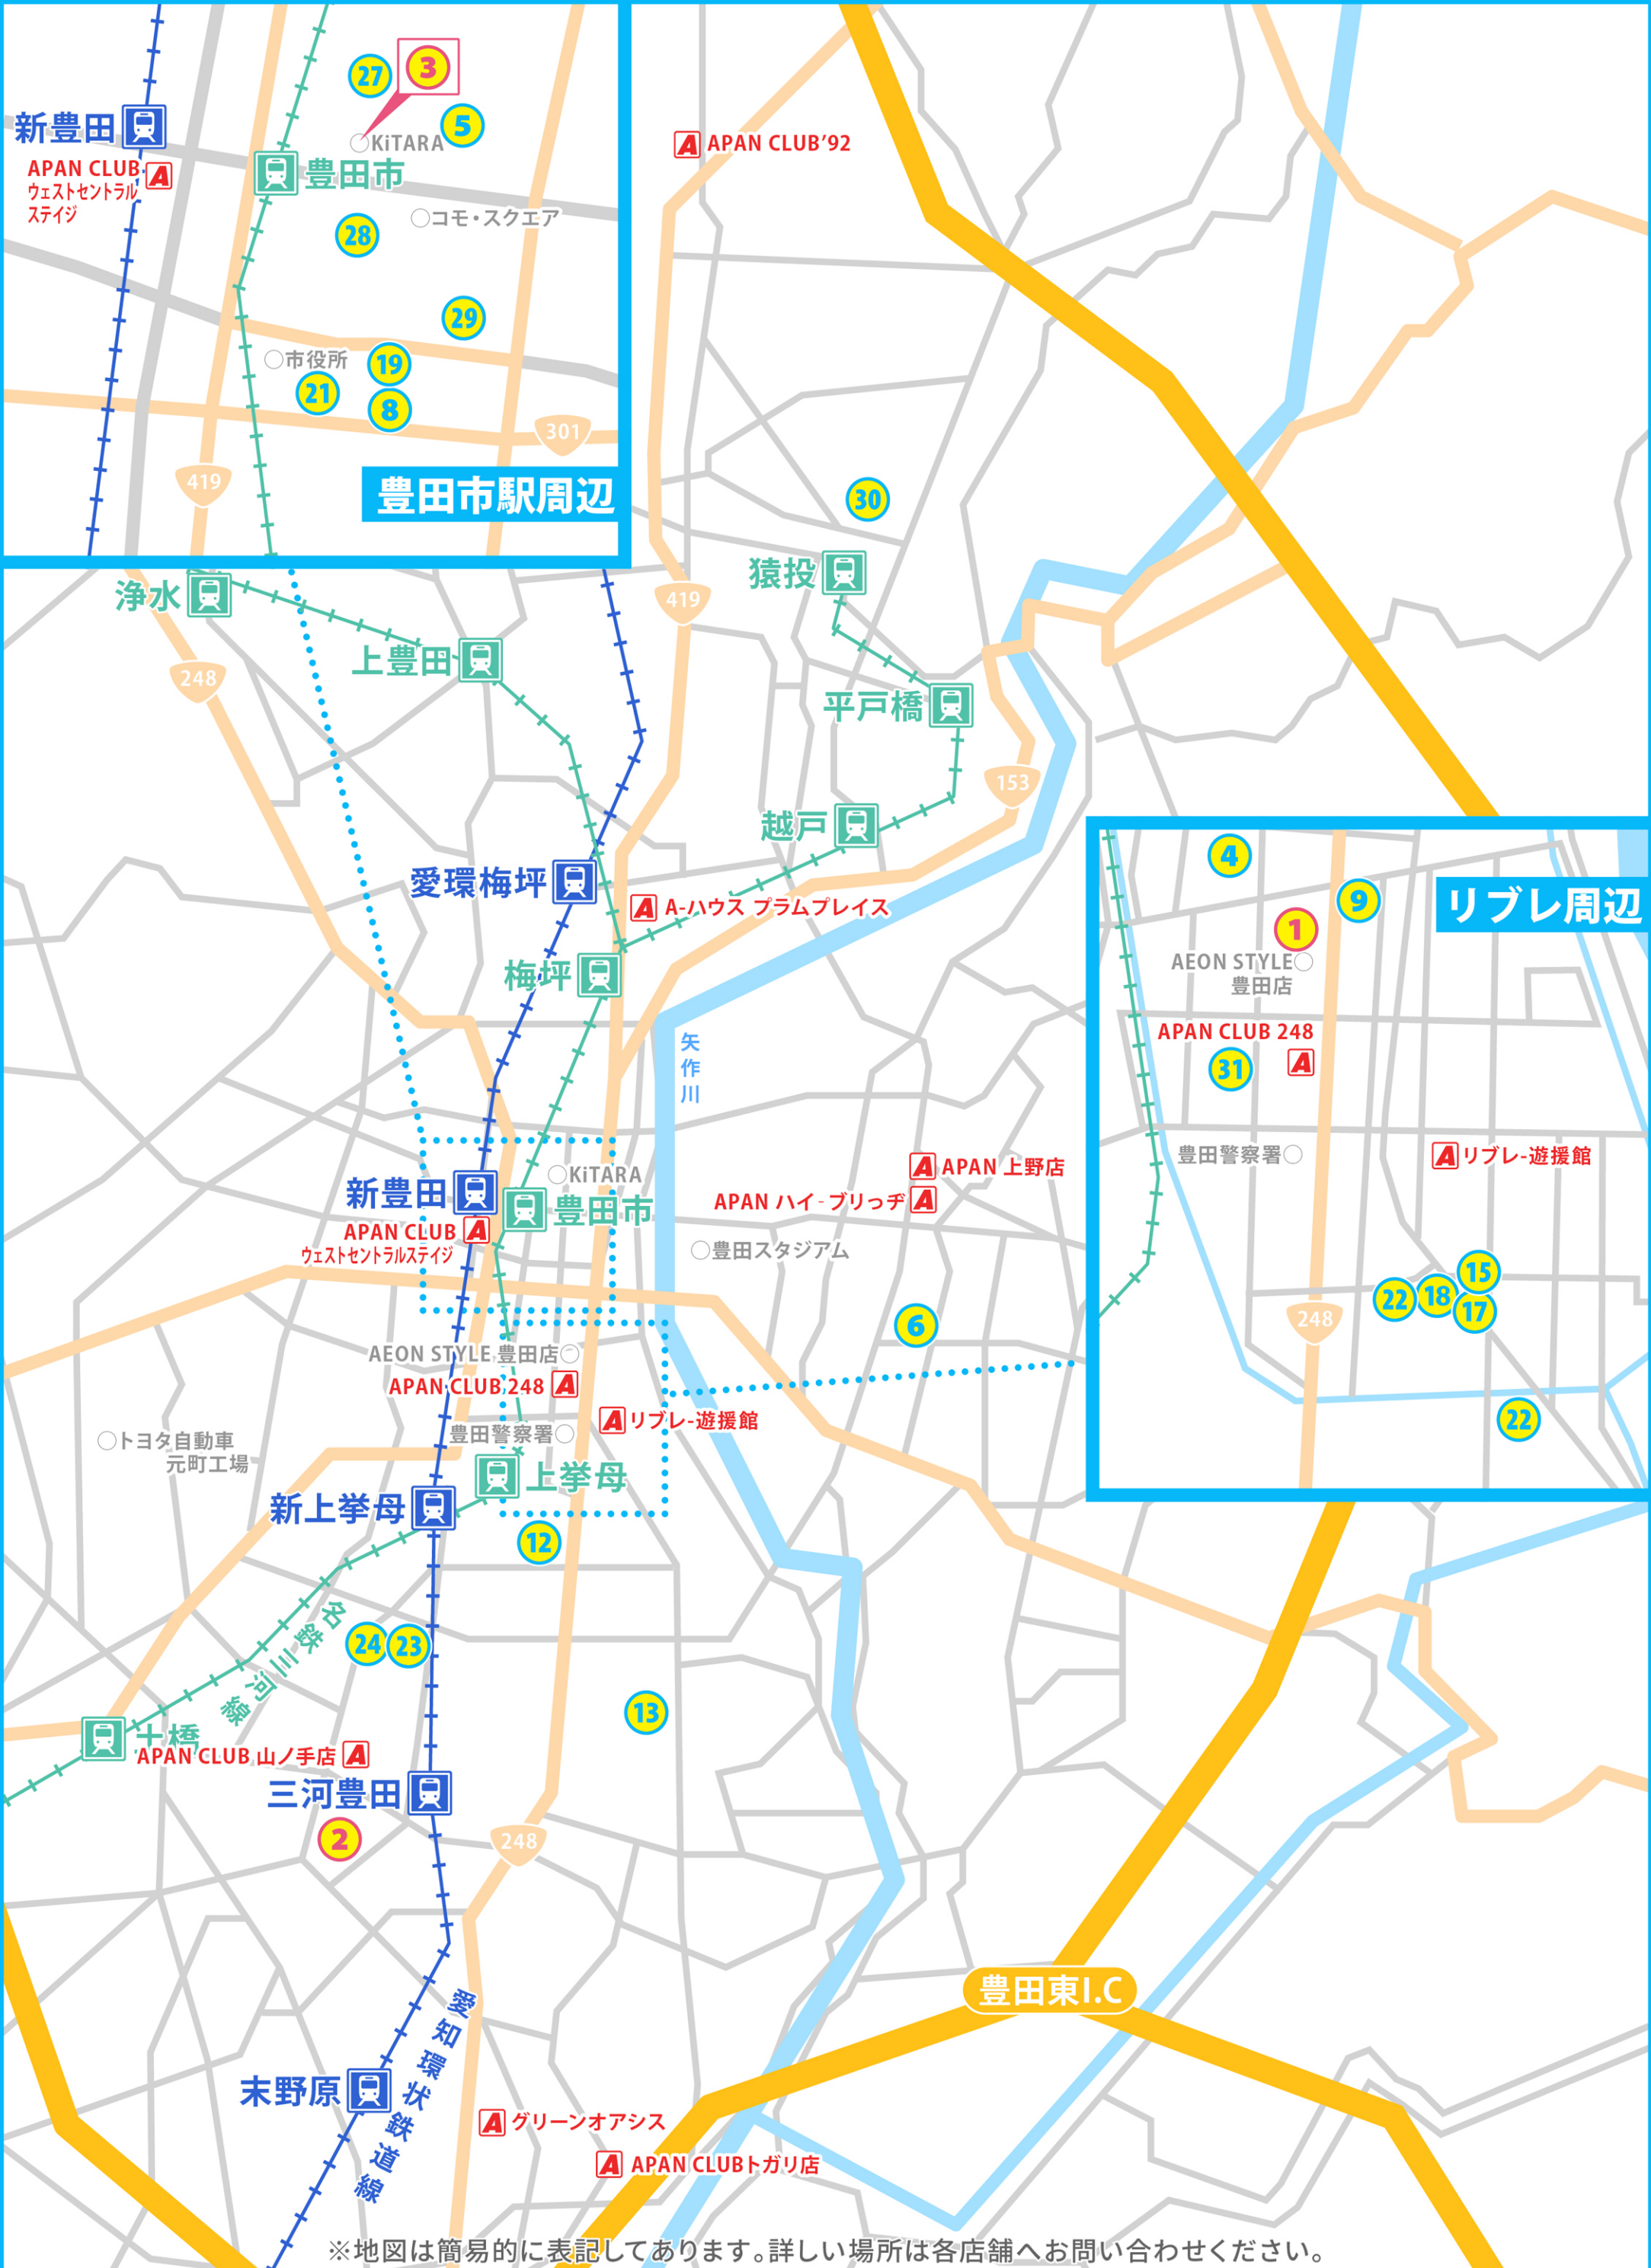 27
3
5
新豊田
KiTARA
APAN CLUB
ウェストセントラル
ステイジ
豊田市
コモ・スクエア
28
29
市役所
19
21
8
301
419
豊田市駅周辺
APAN CLUB'92
30
猿投
浄水
419
上豊田
248
平戸橋
153
越戸
愛環梅坪
A-ハウス プラムプレイス
梅坪
矢作川
4
9
リブレ周辺
1
AEON STYLE
豊田店
APAN CLUB 248
31
豊田警察署
リブレ-遊援館
15
22
18
17
248
22
APAN 上野店
KiTARA
新豊田
APAN ハイ-ブリっヂ
豊田市
APAN CLUB
ウェストセントラルステイジ
豊田スタジアム
6
AEON STYLE 豊田店
APAN CLUB 248
リブレ-遊援館
豊田警察署
トヨタ自動車
元町工場
上挙母
新上挙母
12
名鉄三河線
24
23
13
土橋
APAN CLUB 山ノ手店
三河豊田
2
248
豊田東I.C
愛知環状鉄道線
末野原
グリーンオアシス
APAN CLUBトガリ店
※地図は簡易的に表記してあります。詳しい場所は各店舗へお問い合わせください。